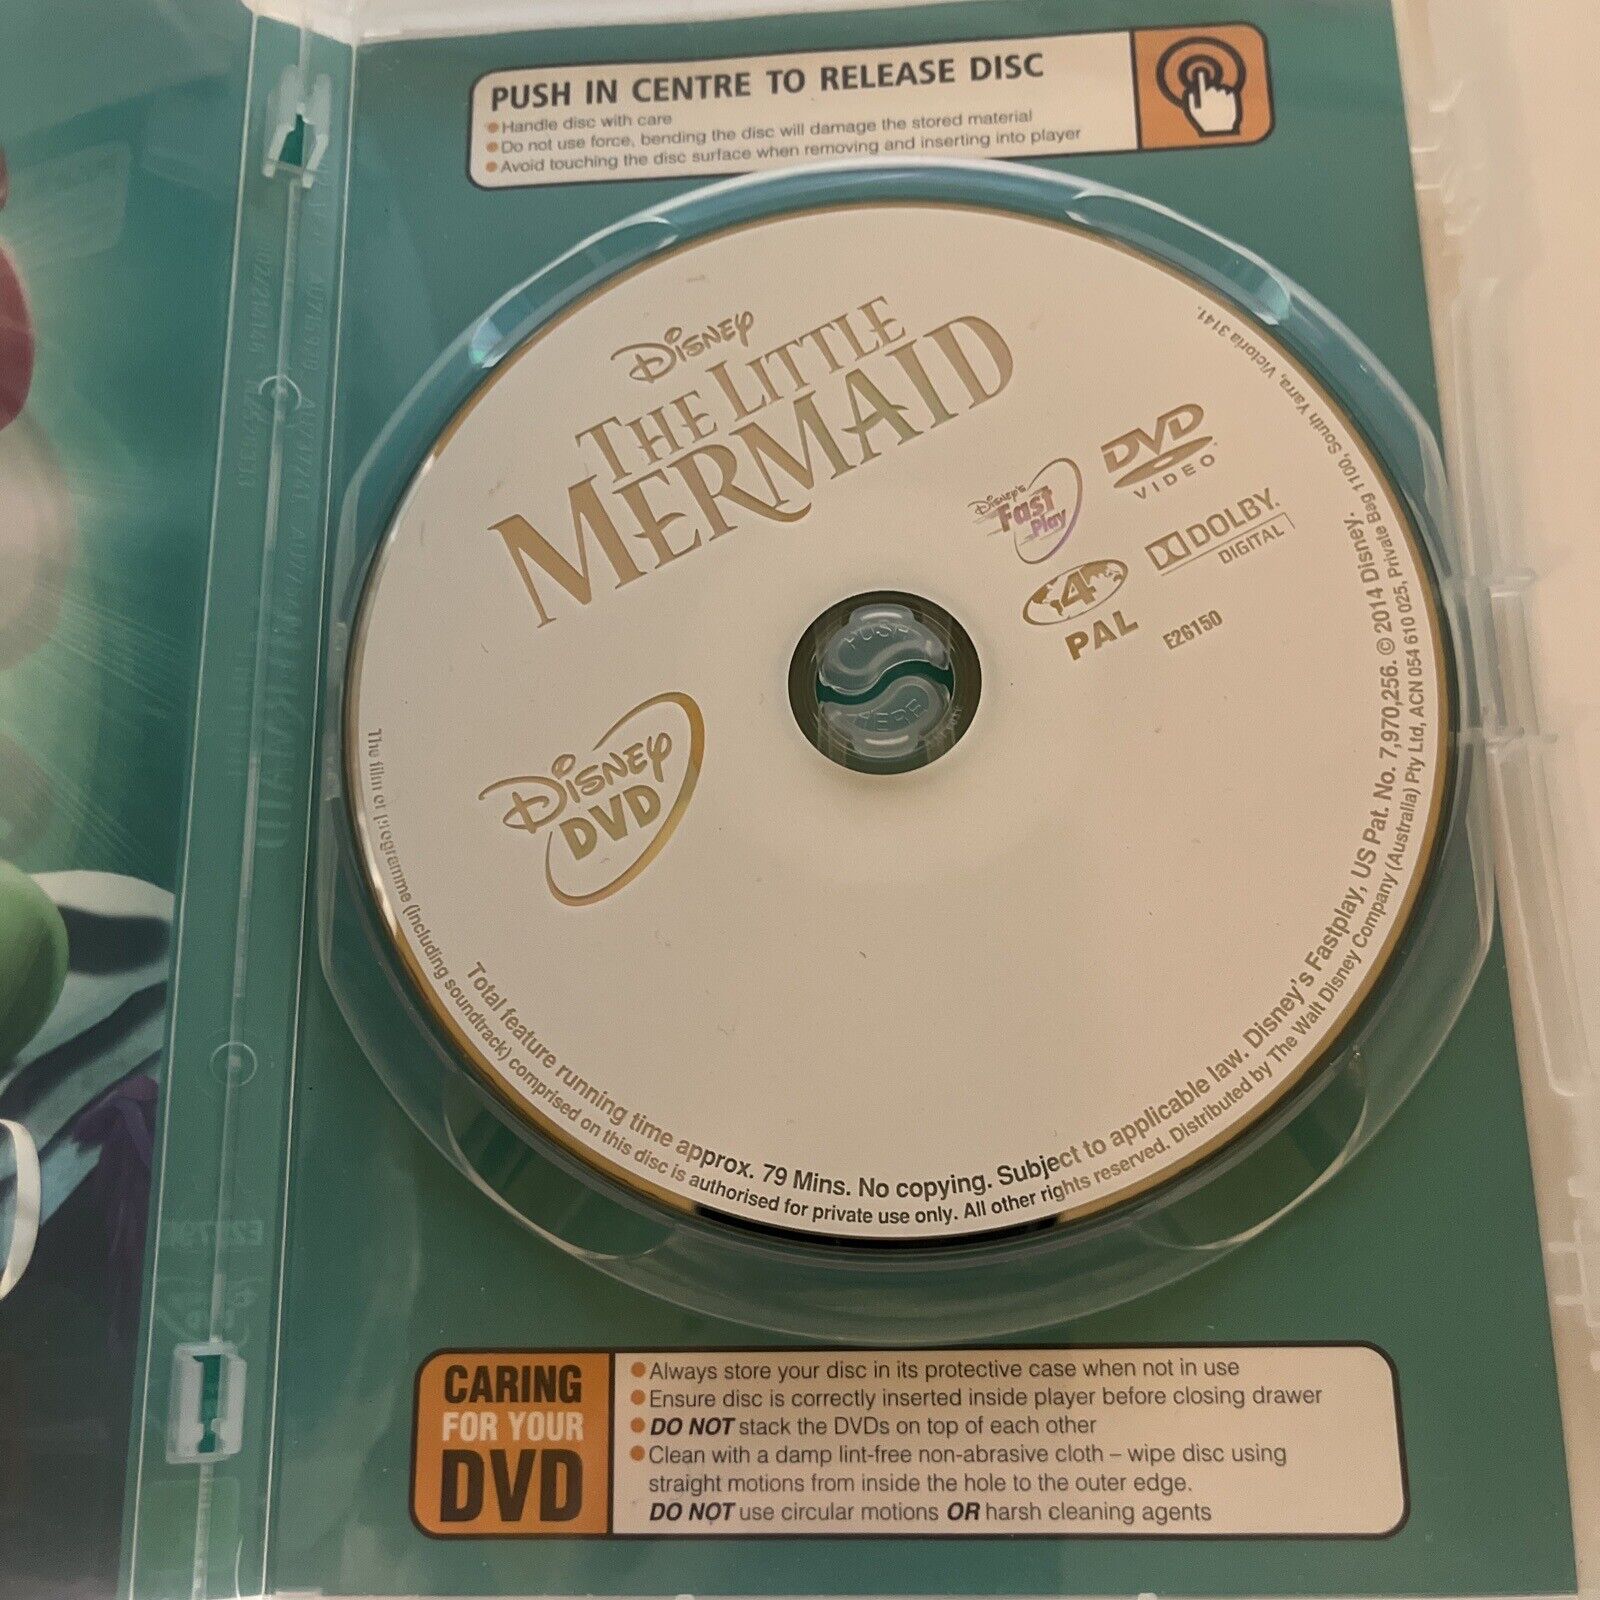 PUSH IN CENTRE TO RELEASE DISC
Handle disc with care
Do not use force, bending the disc will damage the stored material
Avoid touching the disc surface when removing and inserting into player
Disney
THE LITTLE
MERMAID
Disney's
Fast
Play
DVD
VIDEO
DOLBY
DIGITAL
4
PAL
E26150
PUSH
HERE
Disney
DVD
Total feature running time approx. 79 Mins. No copying. Subject to applicable law. Disney's Fastplay, US Pat. No. 7,970,256. © 2014 Disney.
The film or programme (including soundtrack) comprised on this disc is authorised for private use only. All other rights reserved. Distributed by The Walt Disney Company (Australia) Pty Ltd, ACN 054 610 025, Private Bag 1100, South Yarra, Victoria 3141.
CARING
FOR YOUR
DVD
Always store your disc in its protective case when not in use
Ensure disc is correctly inserted inside player before closing drawer
DO NOT stack the DVDs on top of each other
Clean with a damp lint-free non-abrasive cloth – wipe disc using
straight motions from inside the hole to the outer edge.
DO NOT use circular motions OR harsh cleaning agents